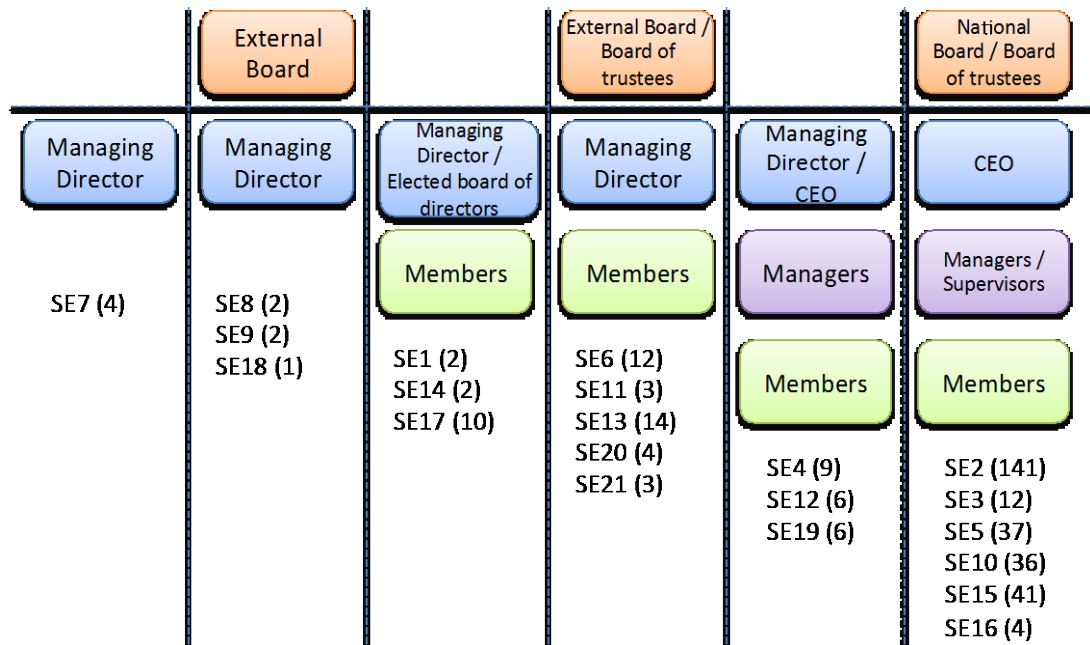 External
Board
External Board /
Board of
trustees
National
Board / Board
of trustees
Managing
Director
Managing
Director
Managing
Director /
Elected board of
directors
Managing
Director
Managing
Director /
CEO
CEO
Members
Members
Managers
Managers /
Supervisors
Members
Members
SE7 (4)
SE8 (2)
SE9 (2)
SE18 (1)
SE1 (2)
SE14 (2)
SE17 (10)
SE6 (12)
SE11 (3)
SE13 (14)
SE20 (4)
SE21 (3)
SE4 (9)
SE12 (6)
SE19 (6)
SE2 (141)
SE3 (12)
SE5 (37)
SE10 (36)
SE15 (41)
SE16 (4)